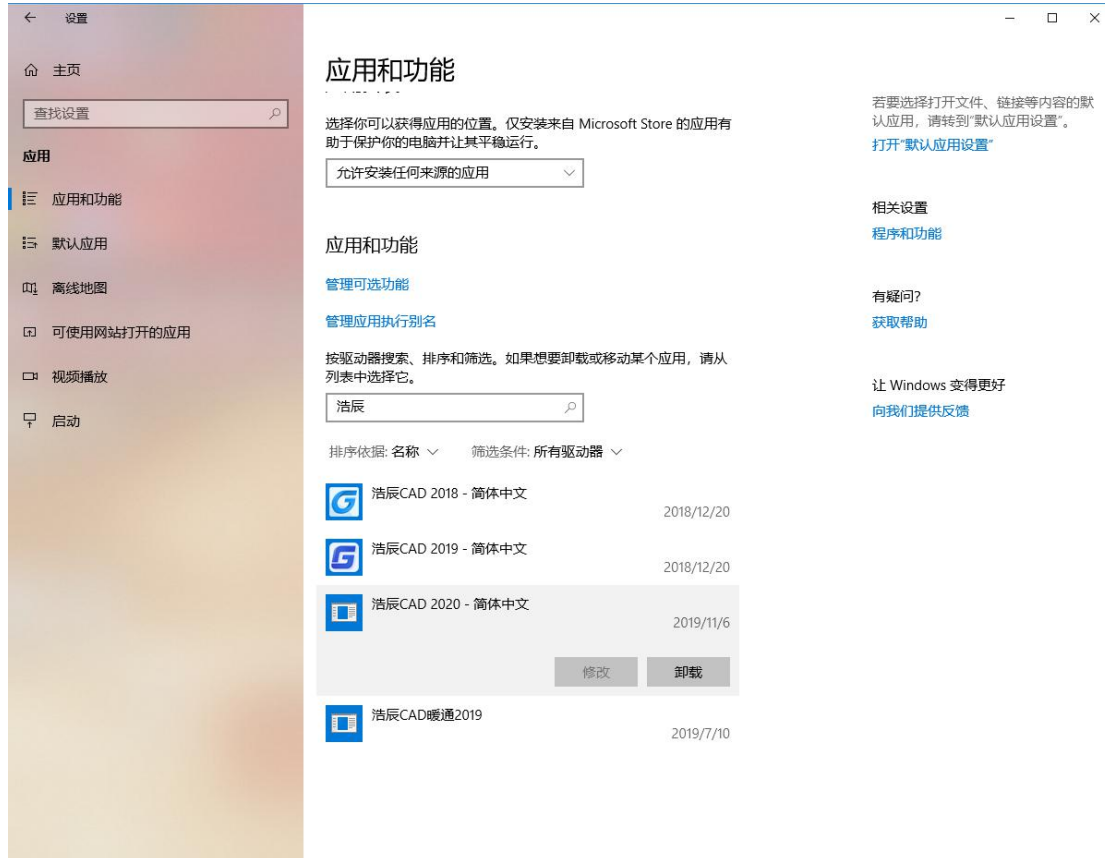 设置
主页
查找设置
应用
应用和功能
默认应用
离线地图
可使用网站打开的应用
视频播放
启动
应用和功能
选择你可以获得应用的位置。仅安装来自 Microsoft Store 的应用有
助于保护你的电脑并让其平稳运行。
允许安装任何来源的应用
应用和功能
管理可选功能
管理应用执行别名
按驱动器搜索、排序和筛选。如果想要卸载或移动某个应用，请从
列表中选择它。
浩辰
排序依据: 名称 筛选条件: 所有驱动器
浩辰CAD 2018 - 简体中文
2018/12/20
浩辰CAD 2019 - 简体中文
2018/12/20
浩辰CAD 2020 - 简体中文
2019/11/6
修改 卸载
浩辰CAD暖通2019
2019/7/10
若要选择打开文件、链接等内容的默
认应用，请转到"默认应用设置"。
打开"默认应用设置"
相关设置
程序和功能
有疑问?
获取帮助
让 Windows 变得更好
向我们提供反馈